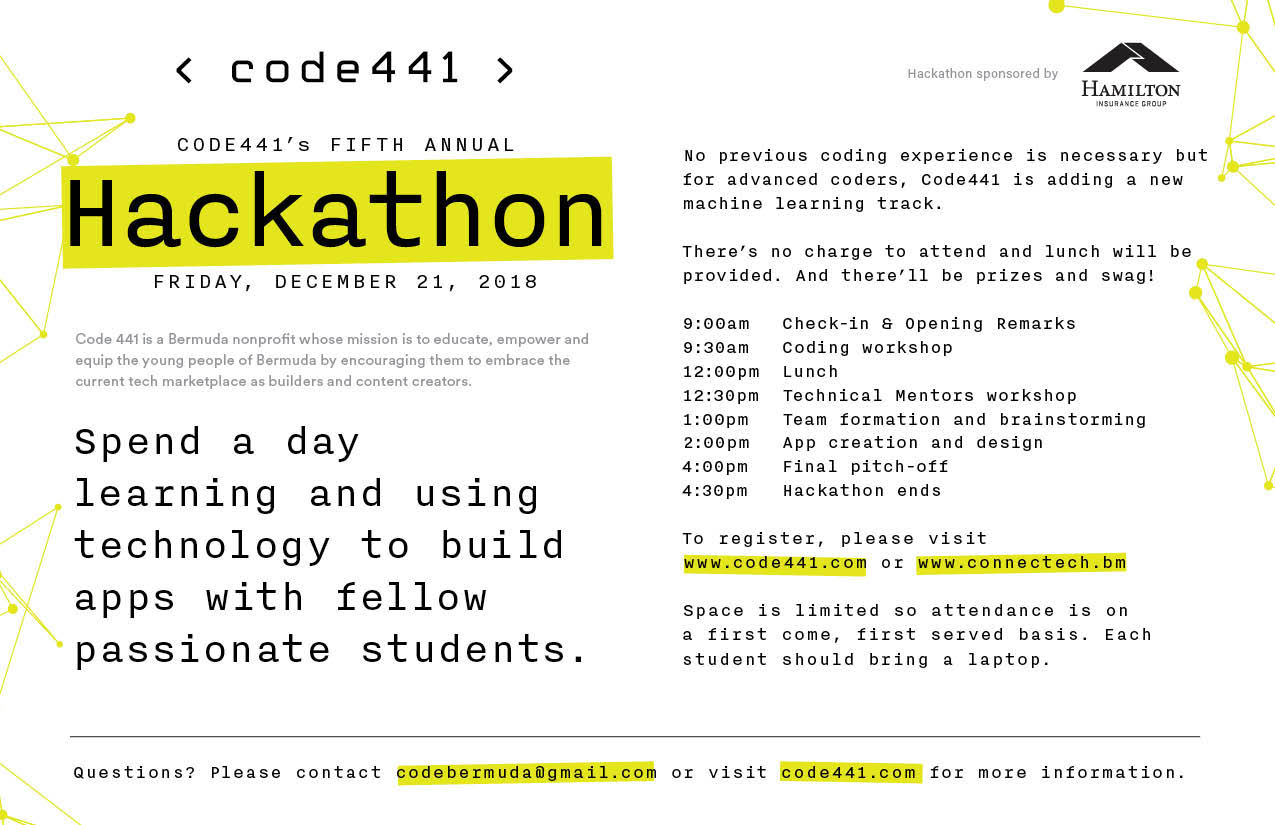 < code441 >
CODE441's FIFTH ANNUAL
Hackathon
FRIDAY, DECEMBER 21, 2018
Code 441 is a Bermuda nonprofit whose mission is to educate, empower and
equip the young people of Bermuda by encouraging them to embrace the
current tech marketplace as builders and content creators.
Spend a day
learning and using
technology to build
apps with fellow
passionate students.
Hackathon sponsored by
HAMILTON
INSURANCE GROUP
No previous coding experience is necessary but
for advanced coders, Code441 is adding a new
machine learning track.
There's no charge to attend and lunch will be
provided. And there'll be prizes and swag!
9:00am Check-in & Opening Remarks
9:30am Coding workshop
12:00pm Lunch
12:30pm Technical Mentors workshop
1:00pm Team formation and brainstorming
2:00pm App creation and design
4:00pm Final pitch-off
4:30pm Hackathon ends
To register, please visit
www.code441.com or www.connectech.bm
Space is limited so attendance is on
a first come, first served basis. Each
student should bring a laptop.
Questions? Please contact codebermuda@gmail.com or visit code441.com for more information.